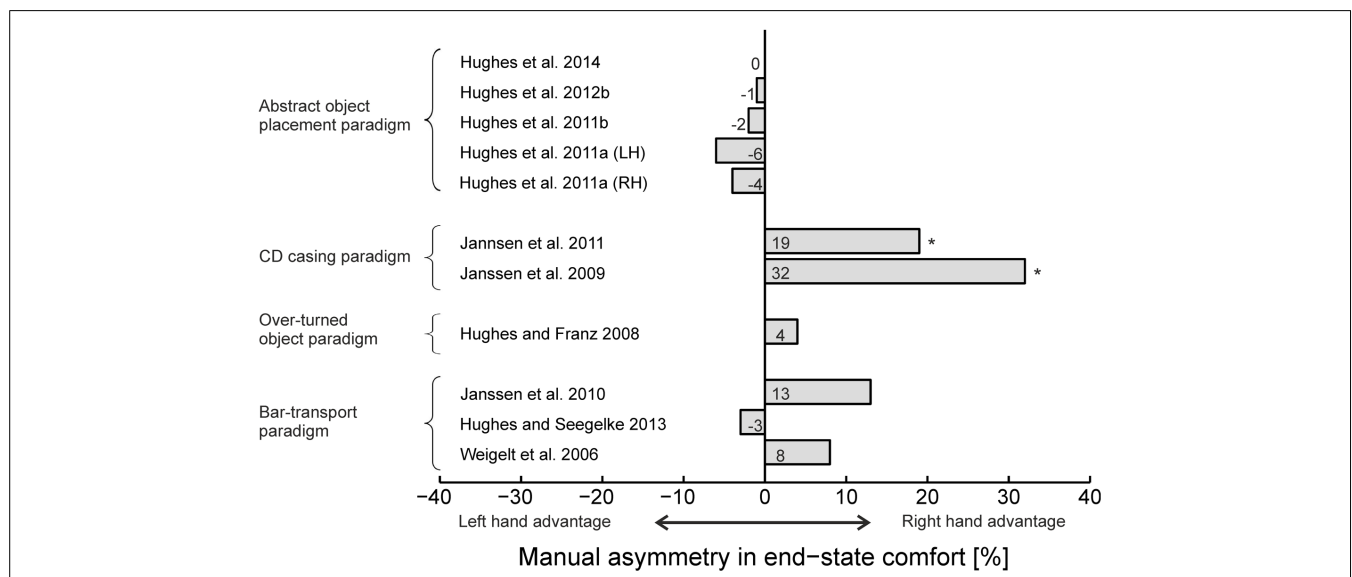 Hughes et al. 2014 0
Abstract object
placement paradigm
Hughes et al. 2012b -1
Hughes et al. 2011b -2
Hughes et al. 2011a (LH) -6
Hughes et al. 2011a (RH) -4
CD casing paradigm
Jannsen et al. 2011 19 *
Janssen et al. 2009 32 *
Over-turned
object paradigm
Hughes and Franz 2008 4
Bar-transport
paradigm
Janssen et al. 2010 13
Hughes and Seegelke 2013 -3
Weigelt et al. 2006 8
−40 −30 −20 −10 0 10 20 30 40
Left hand advantage Right hand advantage
Manual asymmetry in end−state comfort [%]